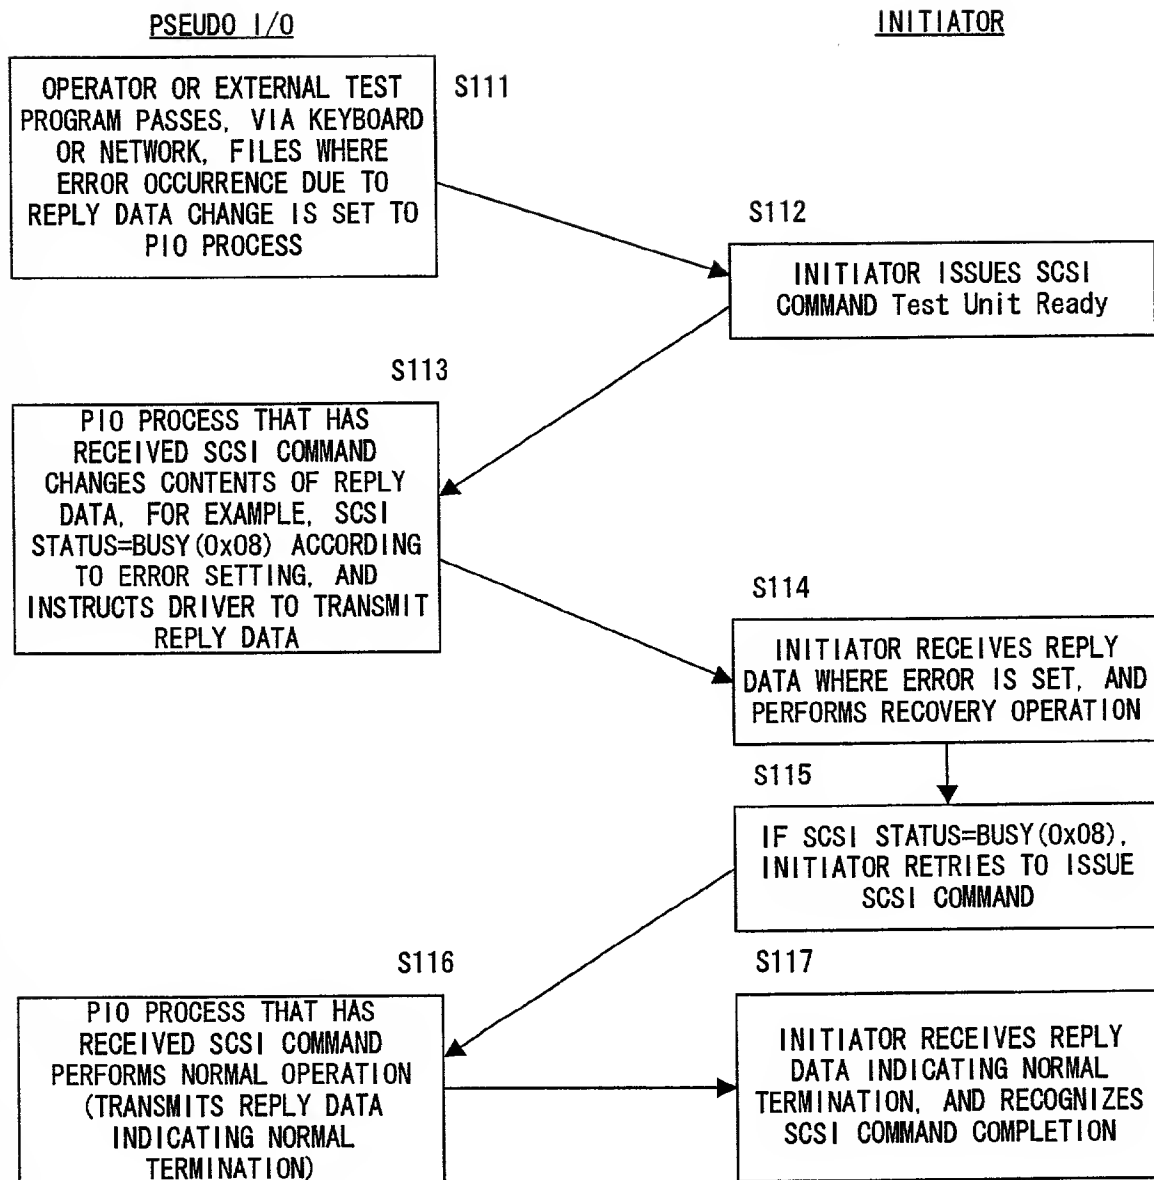 PSEUDO I/O
INITIATOR
OPERATOR OR EXTERNAL TEST
PROGRAM PASSES, VIA KEYBOARD
OR NETWORK, FILES WHERE
ERROR OCCURRENCE DUE TO
REPLY DATA CHANGE IS SET TO
PIO PROCESS
S111
S112
INITIATOR ISSUES SCSI
COMMAND Test Unit Ready
S113
PIO PROCESS THAT HAS
RECEIVED SCSI COMMAND
CHANGES CONTENTS OF REPLY
DATA, FOR EXAMPLE, SCSI
STATUS=BUSY(0x08) ACCORDING
TO ERROR SETTING, AND
INSTRUCTS DRIVER TO TRANSMIT
REPLY DATA
S114
INITIATOR RECEIVES REPLY
DATA WHERE ERROR IS SET, AND
PERFORMS RECOVERY OPERATION
S115
IF SCSI STATUS=BUSY(0x08),
INITIATOR RETRIES TO ISSUE
SCSI COMMAND
S116
PIO PROCESS THAT HAS
RECEIVED SCSI COMMAND
PERFORMS NORMAL OPERATION
(TRANSMITS REPLY DATA
INDICATING NORMAL
TERMINATION)
S117
INITIATOR RECEIVES REPLY
DATA INDICATING NORMAL
TERMINATION, AND RECOGNIZES
SCSI COMMAND COMPLETION